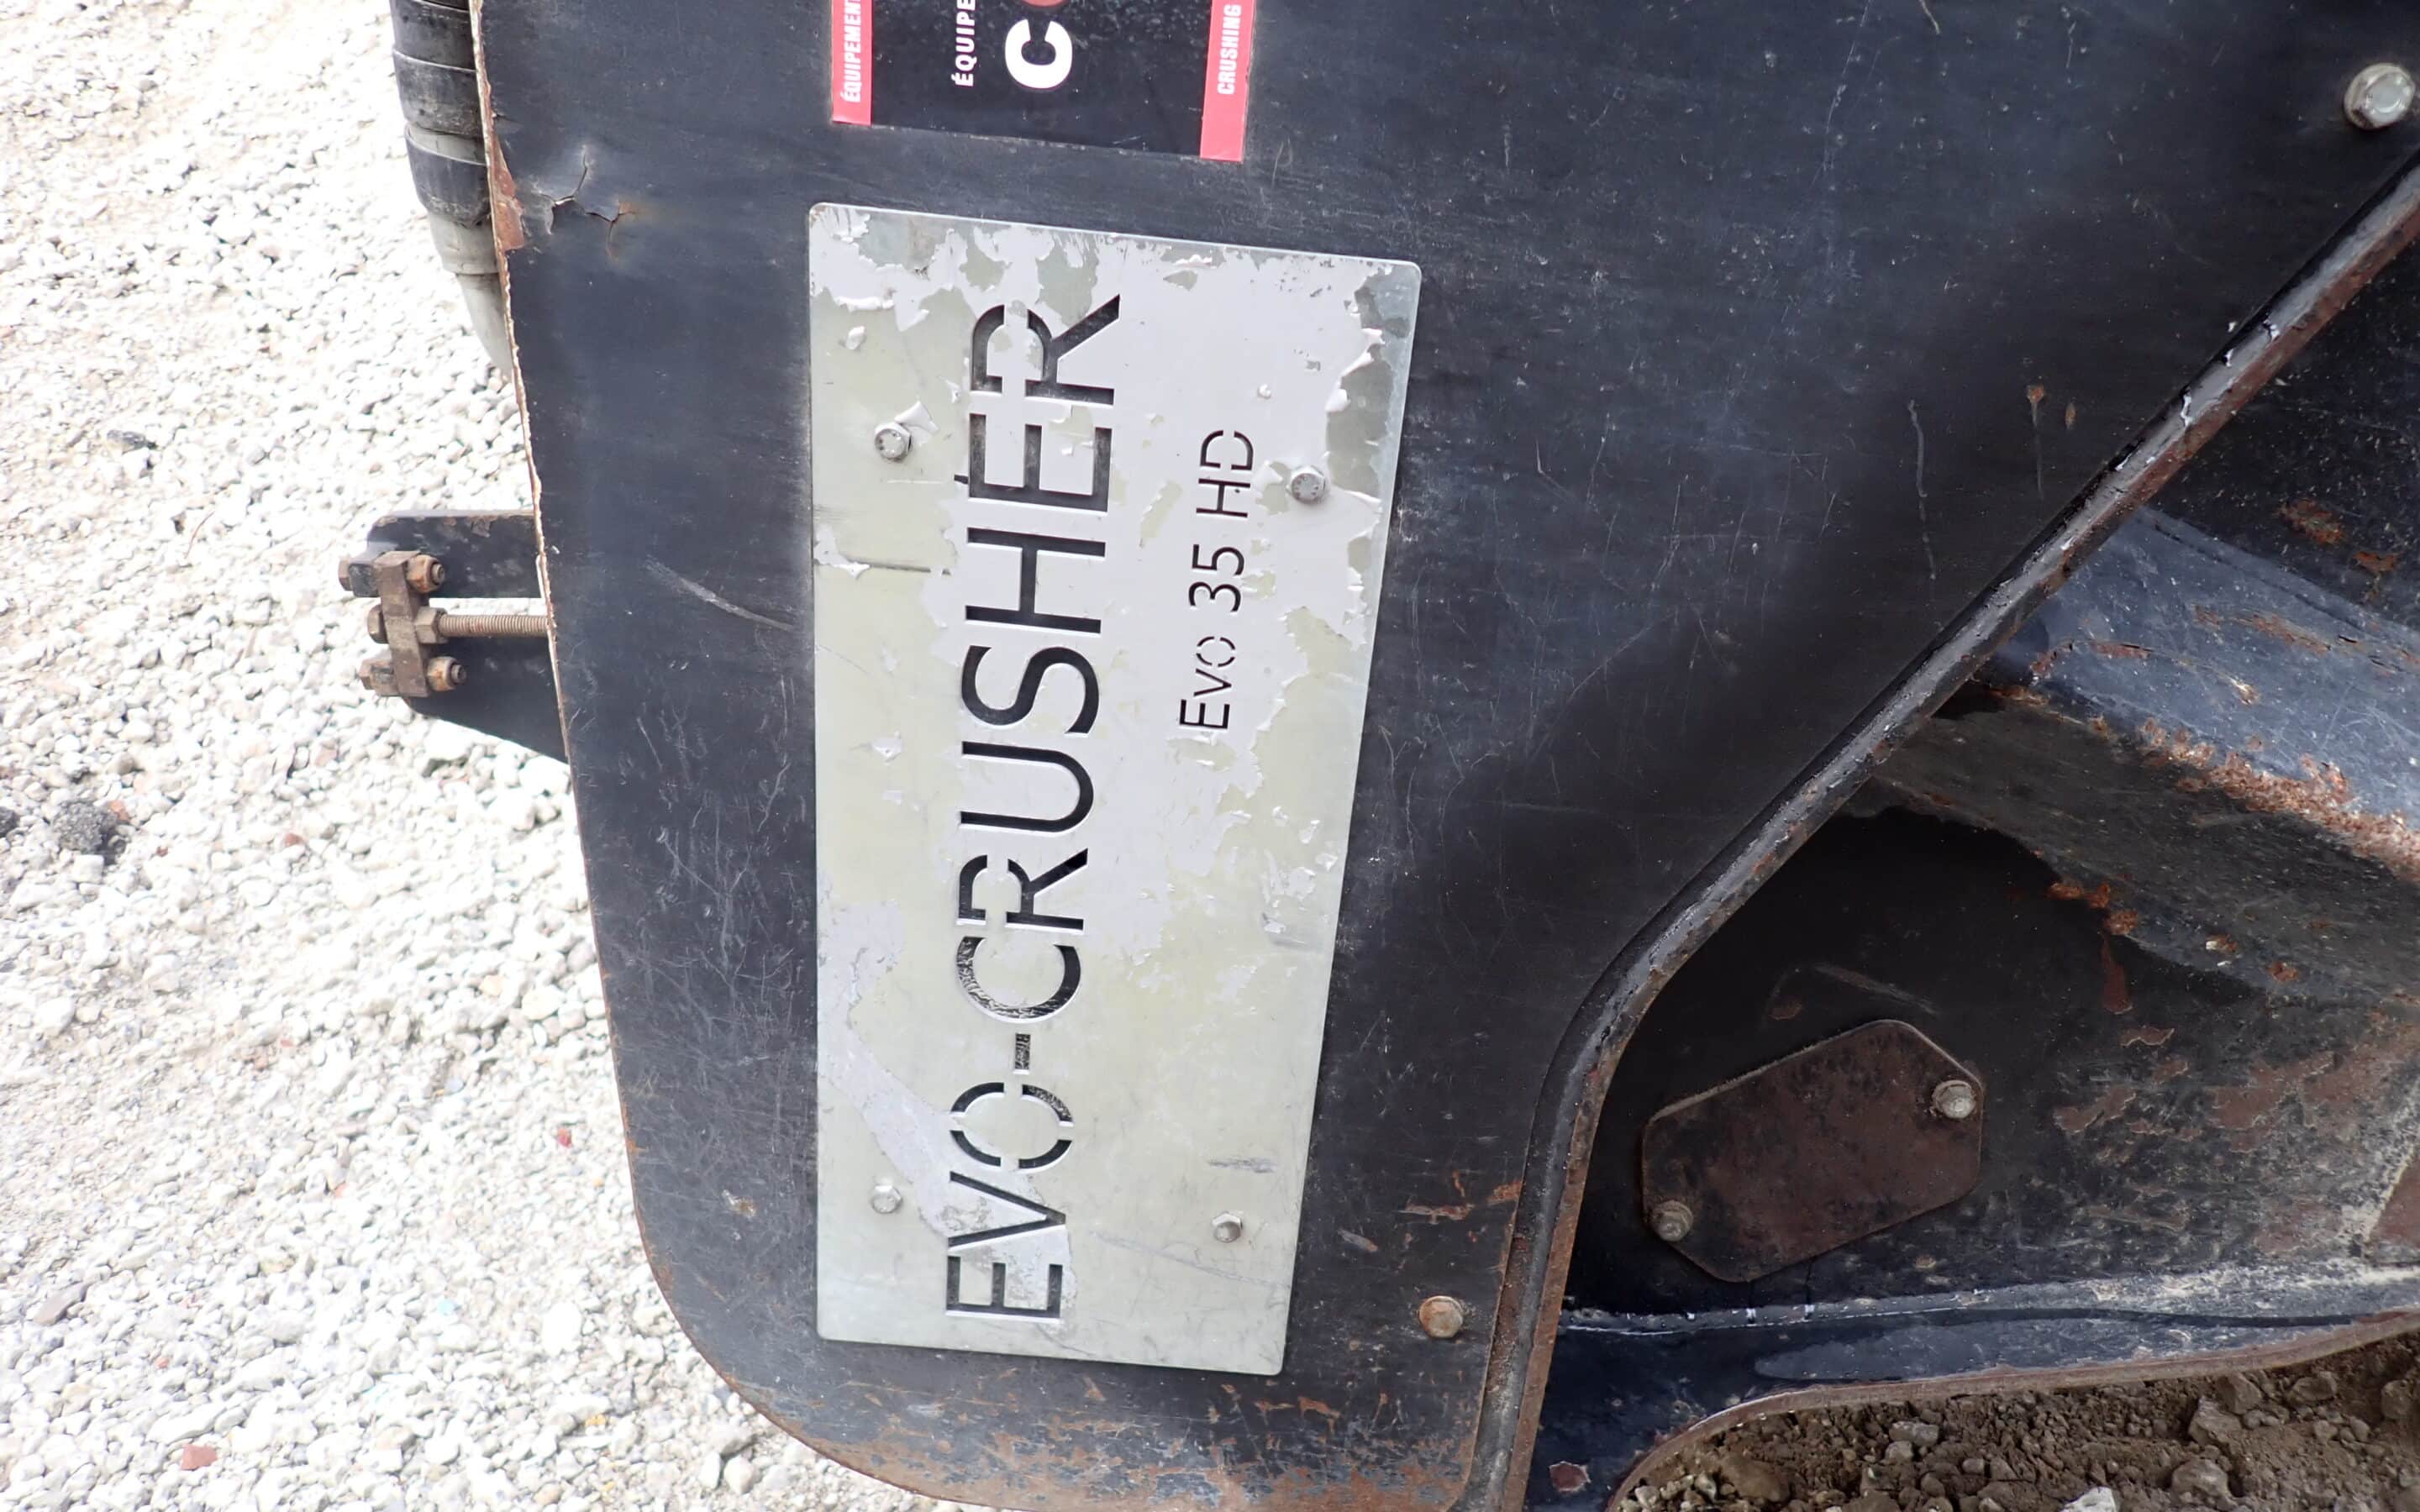 ÉQUIPEMENT
ÉQUIPE
C
CRUSHING
EVO-CRUSHER
EVO 35 HD